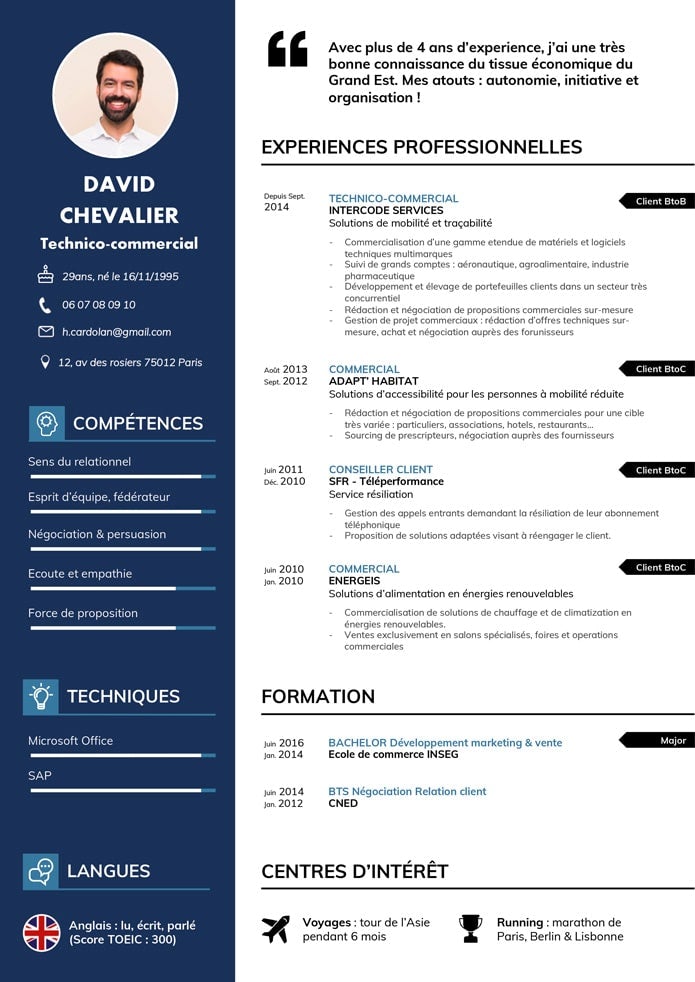 DAVID
CHEVALIER
Technico-commercial
29ans, né le 16/11/1995
06 07 08 09 10
h.cardolan@gmail.com
12, av des rosiers 75012 Paris
COMPÉTENCES
Sens du relationnel
Esprit d’équipe, fédérateur
Négociation & persuasion
Ecoute et empathie
Force de proposition
TECHNIQUES
Microsoft Office
SAP
LANGUES
Anglais : lu, écrit, parlé
(Score TOEIC : 300)
Avec plus de 4 ans d’experience, j’ai une très
bonne connaissance du tissue économique du
Grand Est. Mes atouts : autonomie, initiative et
organisation !
EXPERIENCES PROFESSIONNELLES
Depuis Sept.
2014
TECHNICO-COMMERCIAL
Client BtoB
INTERCODE SERVICES
Solutions de mobilité et traçabilité
- Commercialisation d’une gamme etendue de matériels et logiciels
techniques multimarques
- Suivi de grands comptes : aéronautique, agroalimentaire, industrie
pharmaceutique
- Développement et élevage de portefeuilles clients dans un secteur très
concurrentiel
- Rédaction et négociation de propositions commerciales sur-mesure
- Gestion de projet commerciaux : rédaction d’offres techniques sur-
mesure, achat et négociation auprès des forunisseurs
Août 2013
Sept. 2012
COMMERCIAL
Client BtoC
ADAPT’ HABITAT
Solutions d’accessibilité pour les personnes à mobilité réduite
- Rédaction et négociation de propositions commerciales pour une cible
très variée : particuliers, associations, hotels, restaurants...
- Sourcing de prescripteurs, négociation auprès des fournisseurs
Juin 2011
Déc. 2010
CONSEILLER CLIENT
Client BtoC
SFR - Téléperformance
Service résiliation
- Gestion des appels entrants demandant la résiliation de leur abonnement
téléphonique
- Proposition de solutions adaptées visant à réengager le client.
Juin 2010
Jan. 2010
COMMERCIAL
Client BtoC
ENERGEIS
Solutions d’alimentation en énergies renouvelables
- Commercialisation de solutions de chauffage et de climatization en
énergies renouvelables.
- Ventes exclusivement en salons spécialisés, foires et operations
commerciales
FORMATION
Juin 2016
Jan. 2014
BACHELOR Développement marketing & vente
Major
Ecole de commerce INSEG
Juin 2014
Jan. 2012
BTS Négociation Relation client
CNED
CENTRES D’INTÉRÊT
Voyages : tour de l’Asie
pendant 6 mois
Running : marathon de
Paris, Berlin & Lisbonne